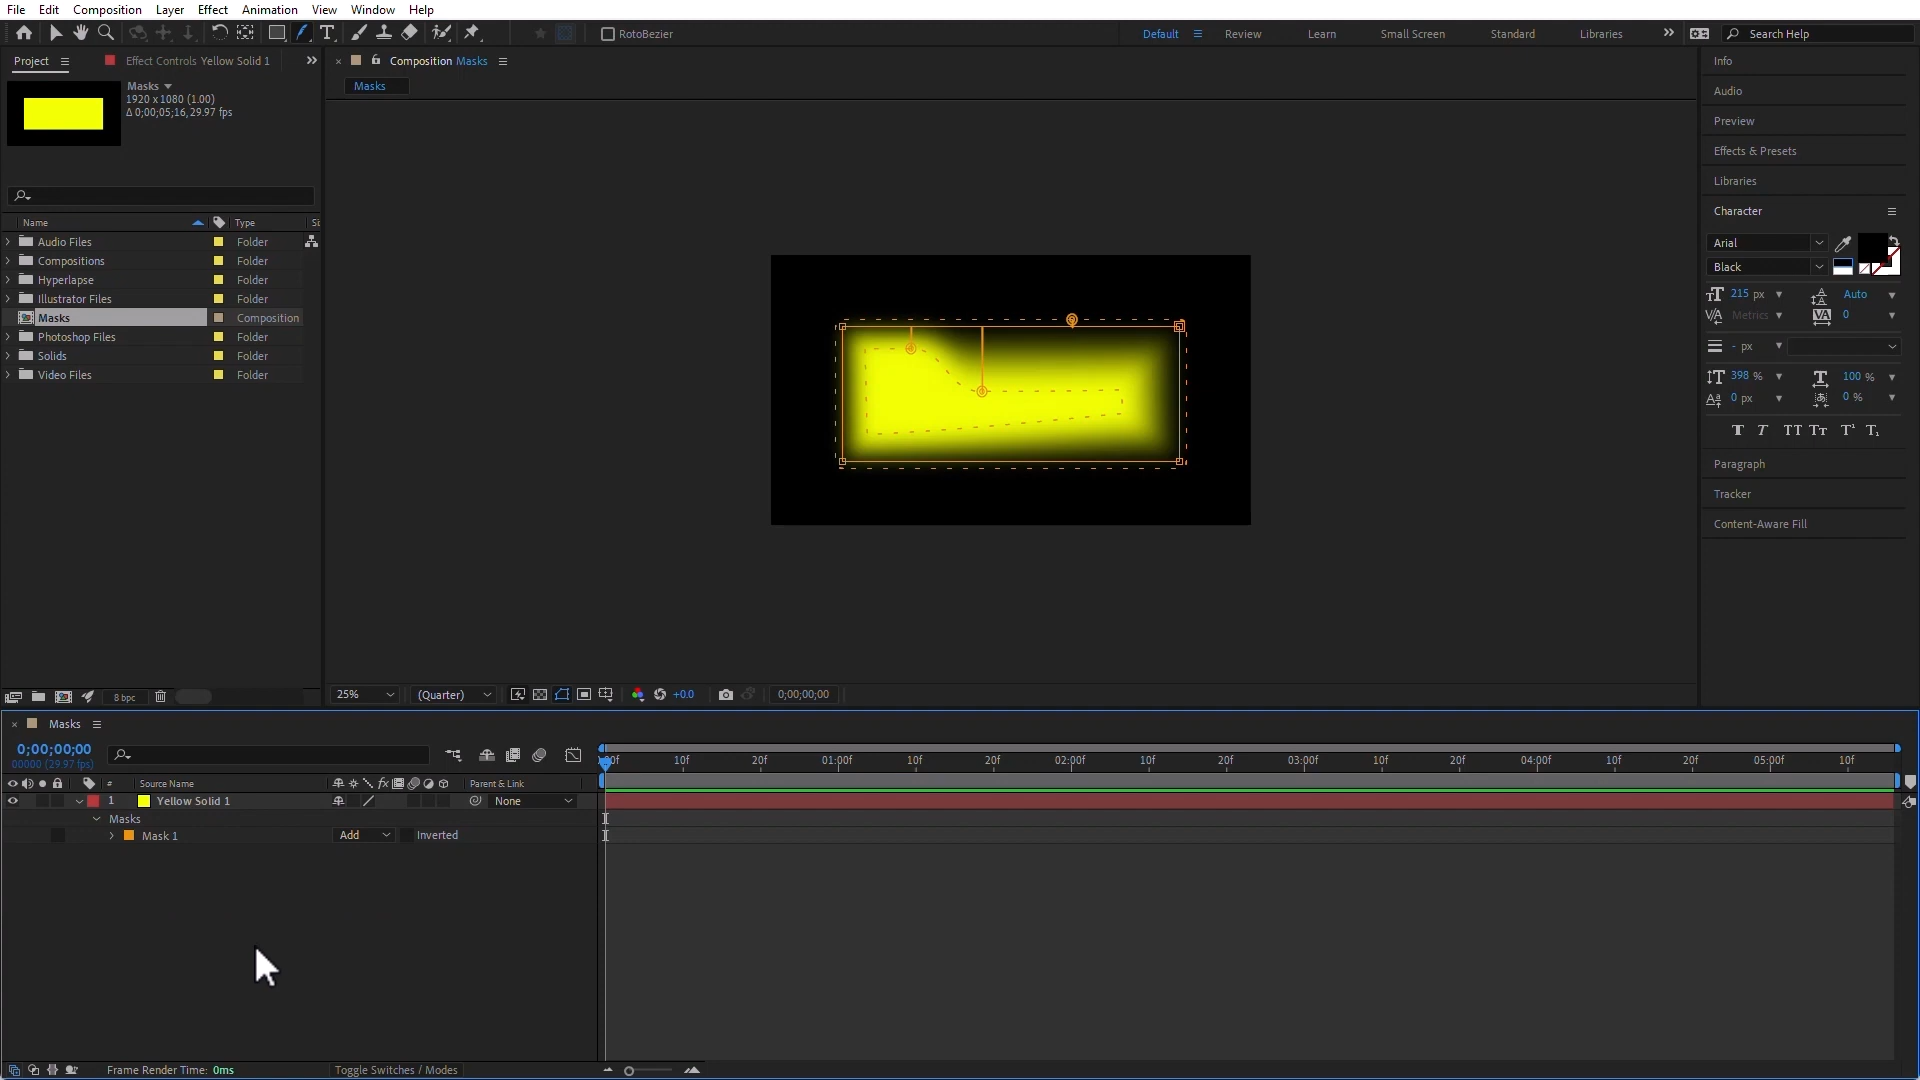 File Edit Composition Layer Effect Animation View Window Help
RotoBezier
Default Review Learn Small Screen Standard Libraries Search Help
Project Effect Controls Yellow Solid 1
Composition Masks
Masks
Masks
1920 x 1080 (1.00)
Δ 0;00;05;16, 29.97 fps
Name Type
Audio Files Folder
Compositions Folder
Hyperlapse Folder
Illustrator Files Folder
Masks Composition
Photoshop Files Folder
Solids Folder
Video Files Folder
8 bpc
25% (Quarter) +0.0 0;00;00;00
Info
Audio
Preview
Effects & Presets
Libraries
Character
Arial
Black
215 px Auto
Metrics 0
- px
398 % 100 %
0 px 0 %
T T TT Tr T¹ T₁
Paragraph
Tracker
Content-Aware Fill
Masks
0;00;00;00
00000 (29.97 fps)
# Source Name fx Parent & Link
1 Yellow Solid 1 None
Masks
Mask 1 Add Inverted
10f 20f 01:00f 10f 20f 02:00f 10f 20f 03:00f 10f 20f 04:00f 10f 20f 05:00f 10f
Frame Render Time: 0ms
Toggle Switches / Modes